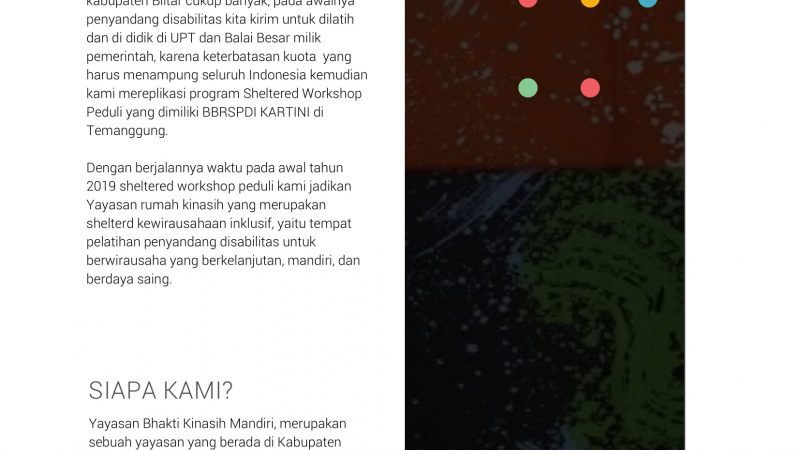 kabupaten Blitar cukup banyak, pada awalnya
penyandang disabilitas kita kirim untuk dilatih
dan di didik di UPT dan Balai Besar milik
pemerintah, karena keterbatasan kuota  yang
harus menampung seluruh Indonesia kemudian
kami mereplikasi program Sheltered Workshop
Peduli yang dimiliki BBRSPDI KARTINI di
Temanggung.
Dengan berjalannya waktu pada awal tahun
2019 sheltered workshop peduli kami jadikan
Yayasan rumah kinasih yang merupakan
shelterd kewirausahaan inklusif, yaitu tempat
pelatihan penyandang disabilitas untuk
berwirausaha yang berkelanjutan, mandiri, dan
berdaya saing.
SIAPA KAMI?
Yayasan Bhakti Kinasih Mandiri, merupakan
sebuah yayasan yang berada di Kabupaten